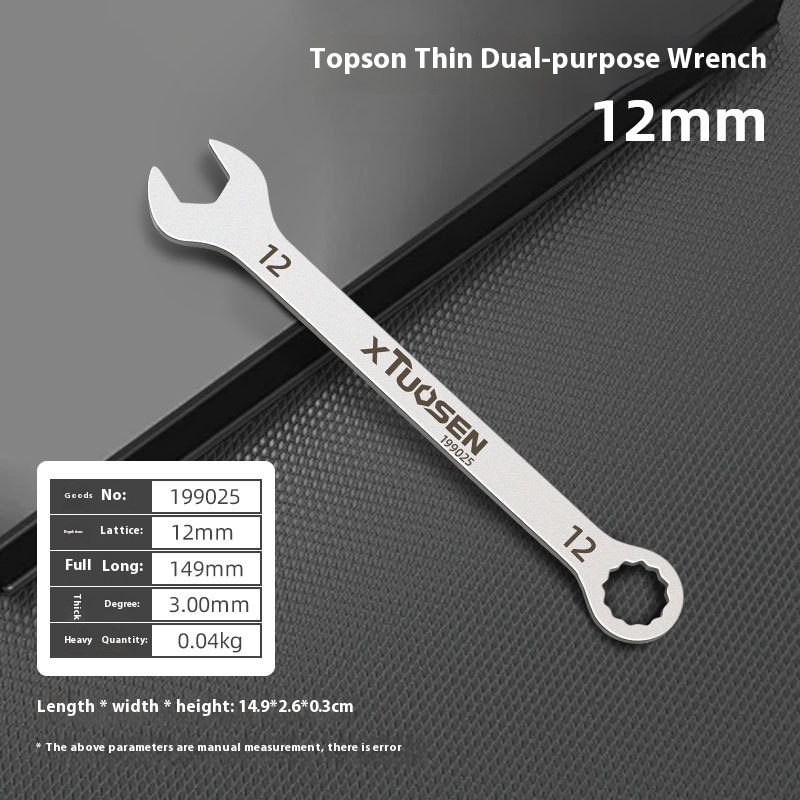 Topson Thin Dual-purpose Wrench
12mm
12
XTUOSEN
199025
12
Goods No: 199025
Lattice: 12mm
Full Long: 149mm
Thick Degree: 3.00mm
Heavy Quantity: 0.04kg
Length * width * height: 14.9*2.6*0.3cm
* The above parameters are manual measurement, there is error